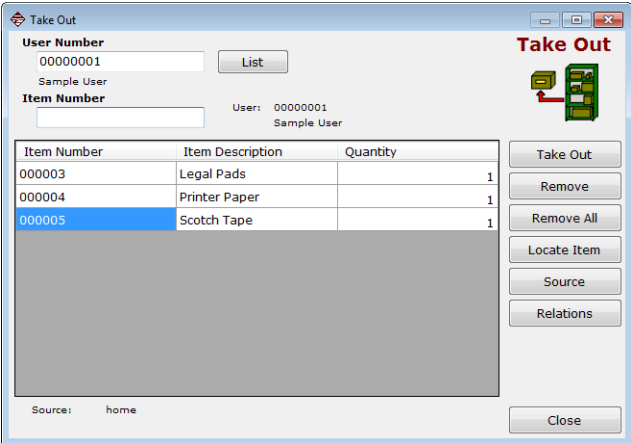 Take Out
User Number
Take Out
00000001
List
Sample User
Item Number
User: 00000001
Sample User
Item Number Item Description Quantity
000003 Legal Pads 1
000004 Printer Paper 1
000005 Scotch Tape 1
Take Out
Remove
Remove All
Locate Item
Source
Relations
Source: home
Close